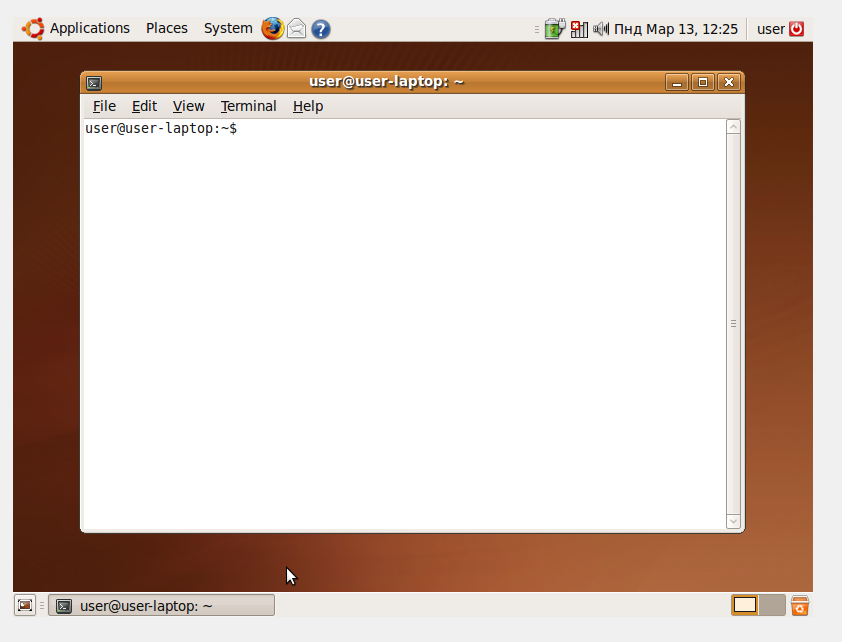 Applications Places System Пнд Мар 13, 12:25 user
user@user-laptop: ~
File Edit View Terminal Help
user@user-laptop:~$
user@user-laptop: ~